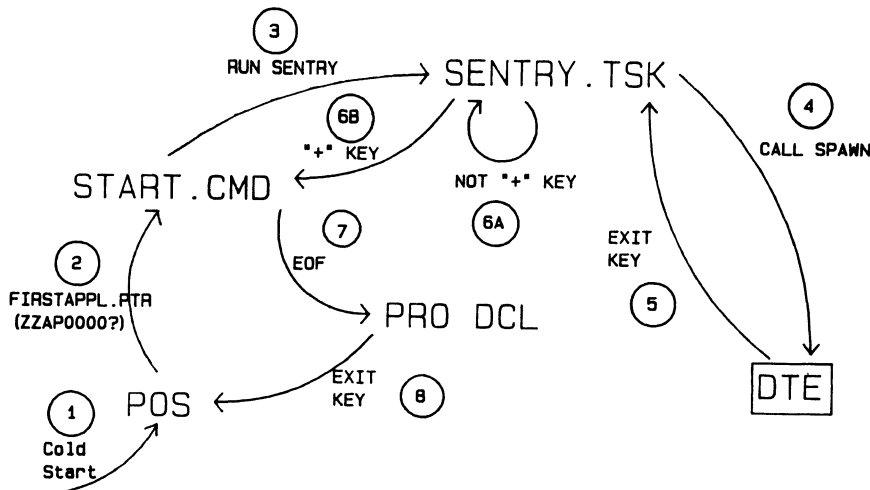 3
RUN SENTRY
SENTRY.TSK
4
CALL SPAWN
6B
"+" KEY
NOT "+" KEY
6A
START.CMD
7
EOF
EXIT
KEY
5
2
FIRSTAPPL.PTR
(ZZAP0000?)
PRO DCL
EXIT
KEY
8
DTE
1
POS
Cold
Start